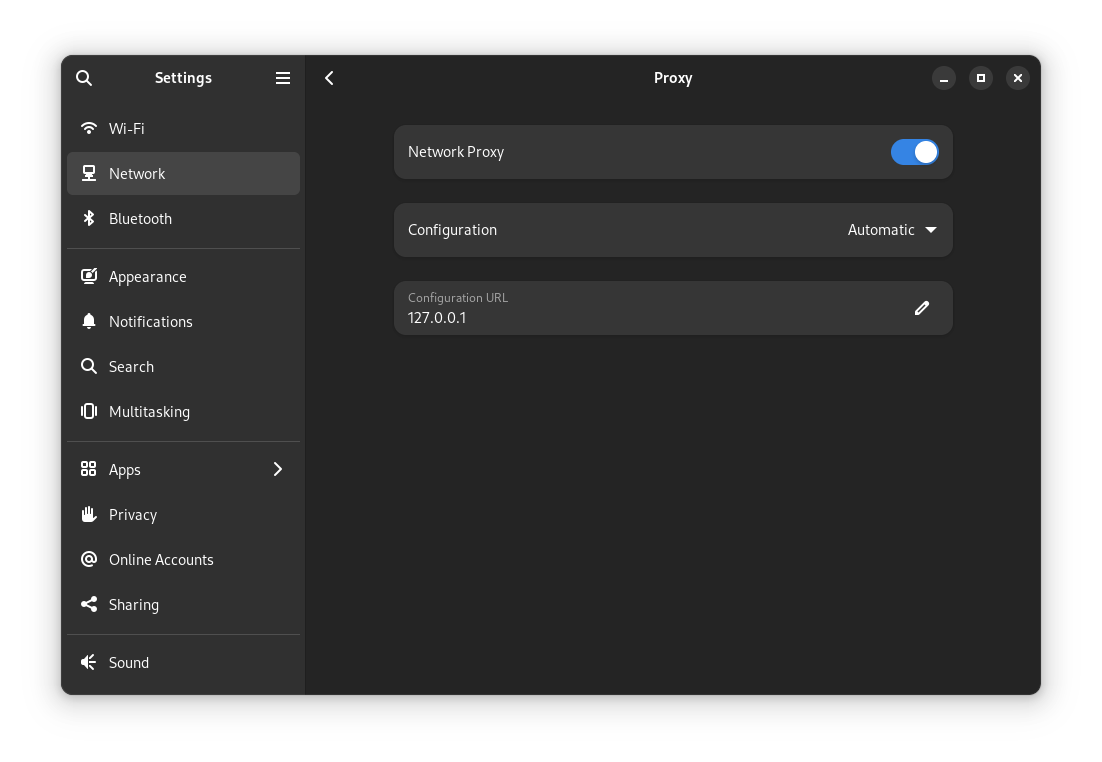 Settings
Wi-Fi
Network
Bluetooth
Appearance
Notifications
Search
Multitasking
Apps
Privacy
Online Accounts
Sharing
Sound
Proxy
Network Proxy
Configuration
Automatic
Configuration URL
127.0.0.1